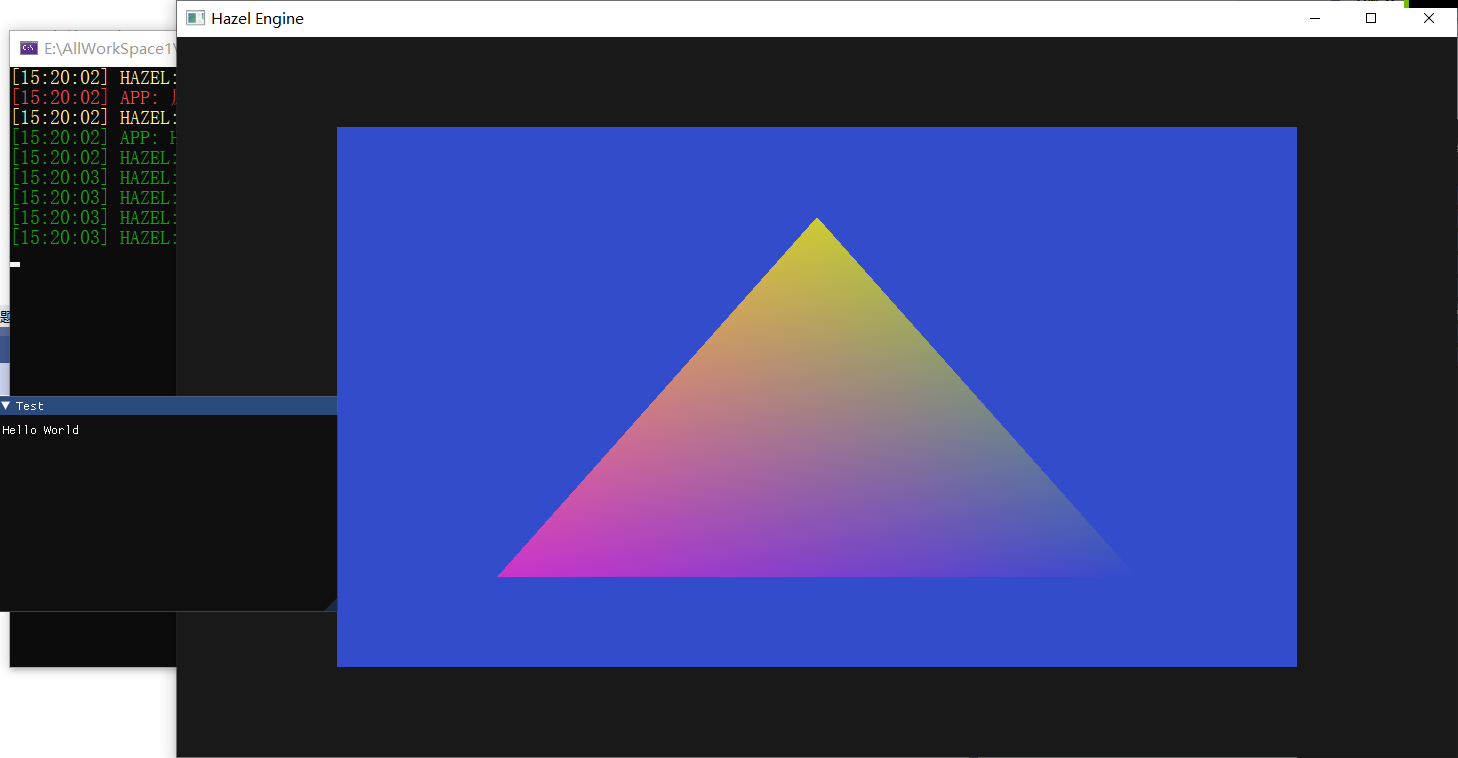 Hazel Engine
E:\AllWorkSpace1\
[15:20:02] HAZEL:
[15:20:02] APP:
[15:20:02] HAZEL:
[15:20:02] APP: H
[15:20:02] HAZEL:
[15:20:03] HAZEL:
[15:20:03] HAZEL:
[15:20:03] HAZEL:
[15:20:03] HAZEL:
题
Test
Hello World